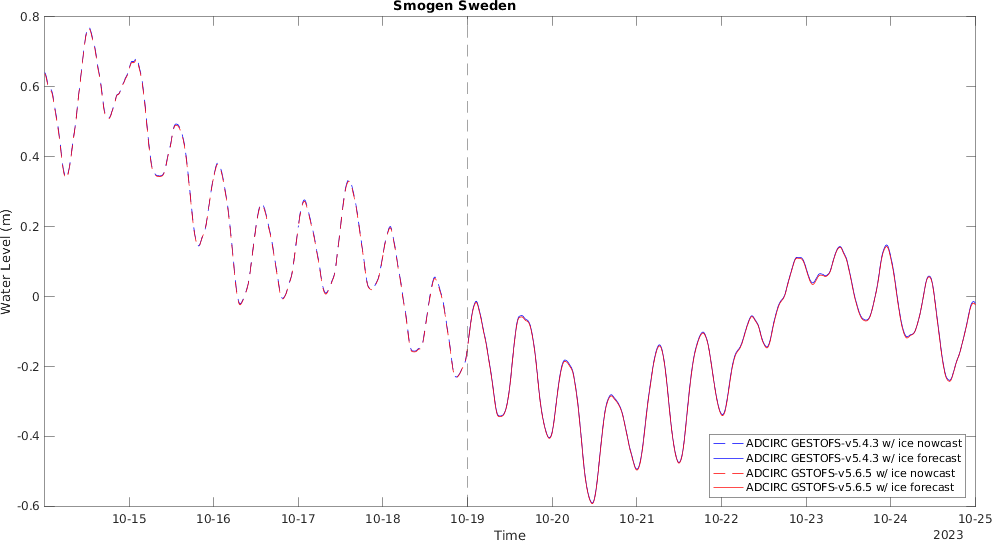 Smogen Sweden
Water Level (m)
0.8
0.6
0.4
0.2
0
-0.2
-0.4
-0.6
10-15
10-16
10-17
10-18
10-19
10-20
10-21
10-22
10-23
10-24
10-25
Time
2023
ADCIRC GESTOFS-v5.4.3 w/ ice nowcast
ADCIRC GESTOFS-v5.4.3 w/ ice forecast
ADCIRC GSTOFS-v5.6.5 w/ ice nowcast
ADCIRC GSTOFS-v5.6.5 w/ ice forecast